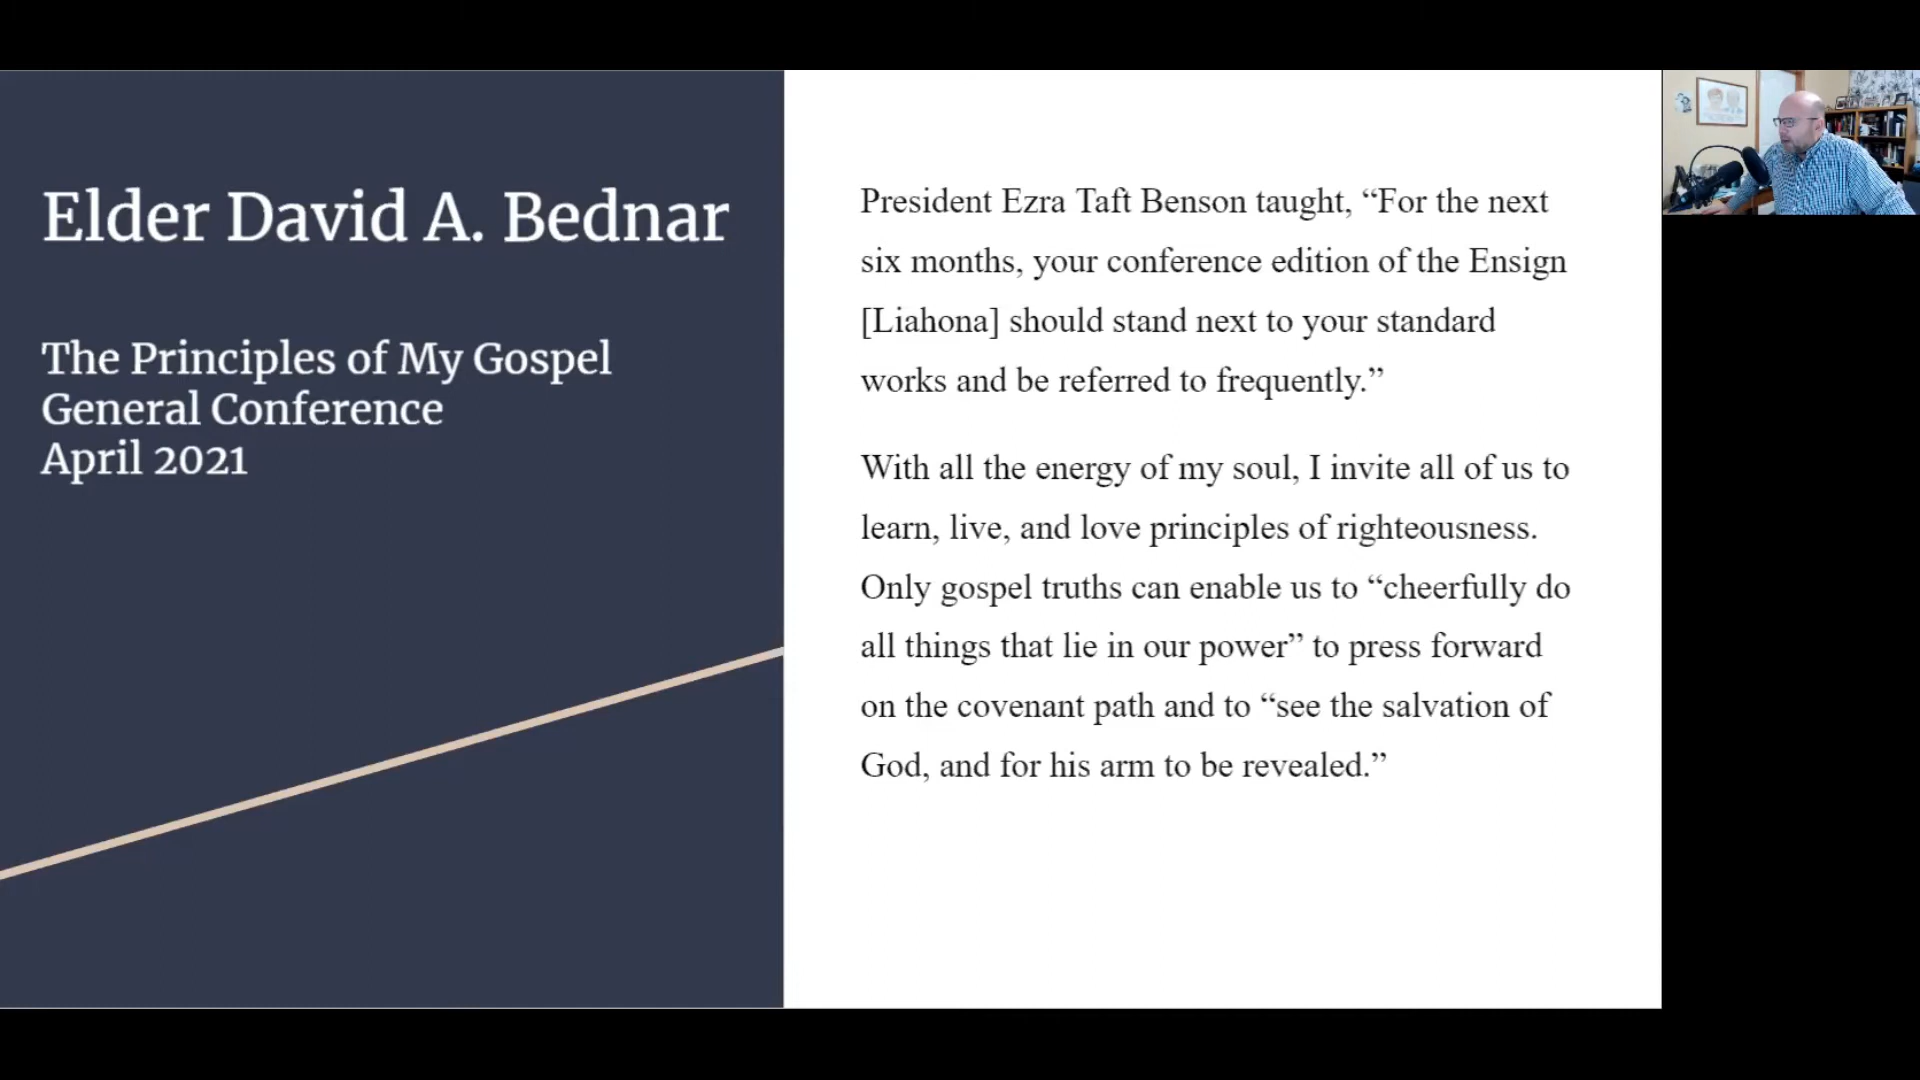 Elder David A. Bednar
The Principles of My Gospel
General Conference
April 2021
President Ezra Taft Benson taught, “For the next
six months, your conference edition of the Ensign
[Liahona] should stand next to your standard
works and be referred to frequently.”
With all the energy of my soul, I invite all of us to
learn, live, and love principles of righteousness.
Only gospel truths can enable us to “cheerfully do
all things that lie in our power” to press forward
on the covenant path and to “see the salvation of
God, and for his arm to be revealed.”